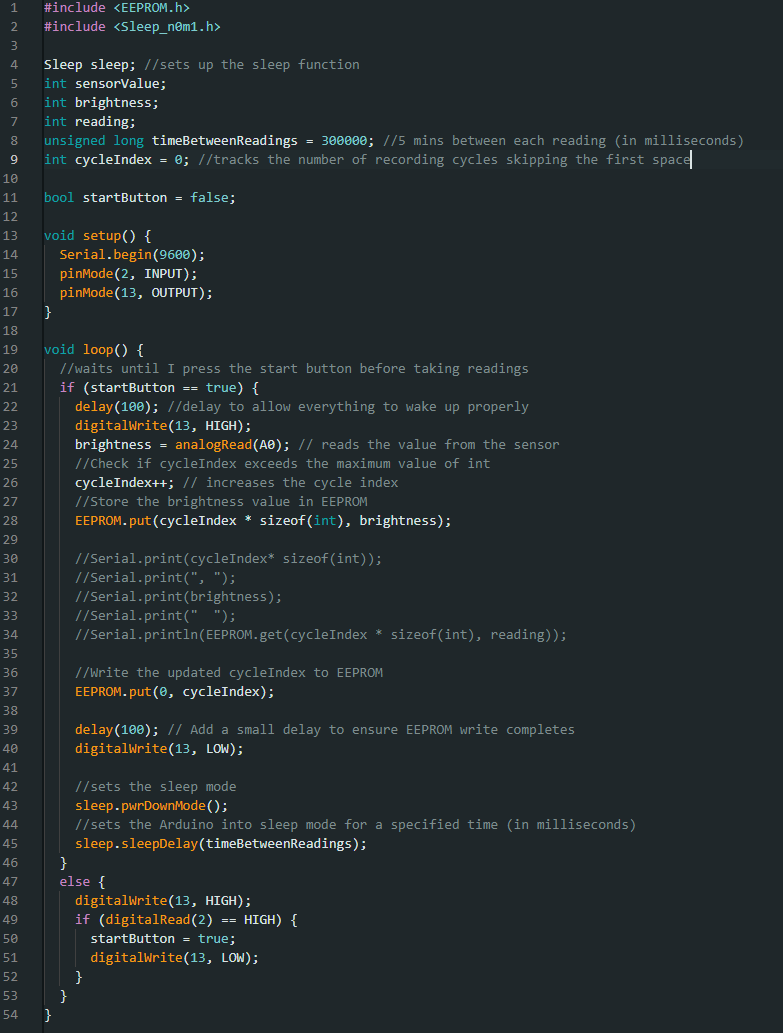 1 #include <EEPROM.h>
2 #include <Sleep_n0m1.h>
3
4 Sleep sleep; //sets up the sleep function
5 int sensorValue;
6 int brightness;
7 int reading;
8 unsigned long timeBetweenReadings = 300000; //5 mins between each reading (in milliseconds)
9 int cycleIndex = 0; //tracks the number of recording cycles skipping the first space
10
11 bool startButton = false;
12
13 void setup() {
14   Serial.begin(9600);
15   pinMode(2, INPUT);
16   pinMode(13, OUTPUT);
17 }
18
19 void loop() {
20   //waits until I press the start button before taking readings
21   if (startButton == true) {
22     delay(100); //delay to allow everything to wake up properly
23     digitalWrite(13, HIGH);
24     brightness = analogRead(A0); // reads the value from the sensor
25     //Check if cycleIndex exceeds the maximum value of int
26     cycleIndex++; // increases the cycle index
27     //Store the brightness value in EEPROM
28     EEPROM.put(cycleIndex * sizeof(int), brightness);
29
30     //Serial.print(cycleIndex* sizeof(int));
31     //Serial.print(", ");
32     //Serial.print(brightness);
33     //Serial.print("  ");
34     //Serial.println(EEPROM.get(cycleIndex * sizeof(int), reading));
35
36     //Write the updated cycleIndex to EEPROM
37     EEPROM.put(0, cycleIndex);
38
39     delay(100); // Add a small delay to ensure EEPROM write completes
40     digitalWrite(13, LOW);
41
42     //sets the sleep mode
43     sleep.pwrDownMode();
44     //sets the Arduino into sleep mode for a specified time (in milliseconds)
45     sleep.sleepDelay(timeBetweenReadings);
46   }
47   else {
48     digitalWrite(13, HIGH);
49     if (digitalRead(2) == HIGH) {
50       startButton = true;
51       digitalWrite(13, LOW);
52     }
53   }
54 }